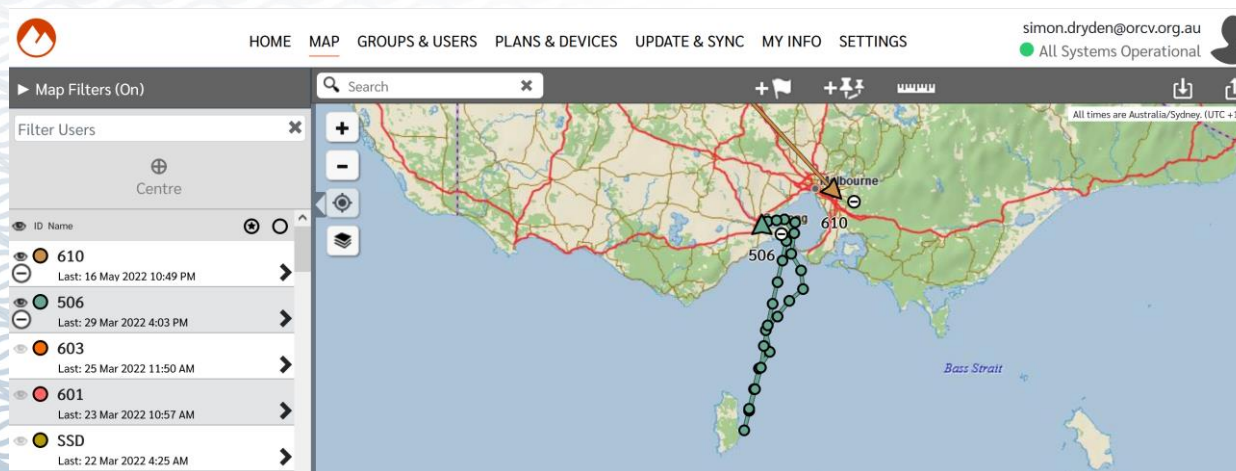 HOME MAP GROUPS & USERS PLANS & DEVICES UPDATE & SYNC MY INFO SETTINGS
simon.dryden@orcv.org.au
All Systems Operational
► Map Filters (On)
Search
All times are Australia/Sydney. (UTC +1
Filter Users
Centre
ID Name
610
Last: 16 May 2022 10:49 PM
506
Last: 29 Mar 2022 4:03 PM
603
Last: 25 Mar 2022 11:50 AM
601
Last: 23 Mar 2022 10:57 AM
SSD
Last: 22 Mar 2022 4:25 AM
610
506
Bass Strait